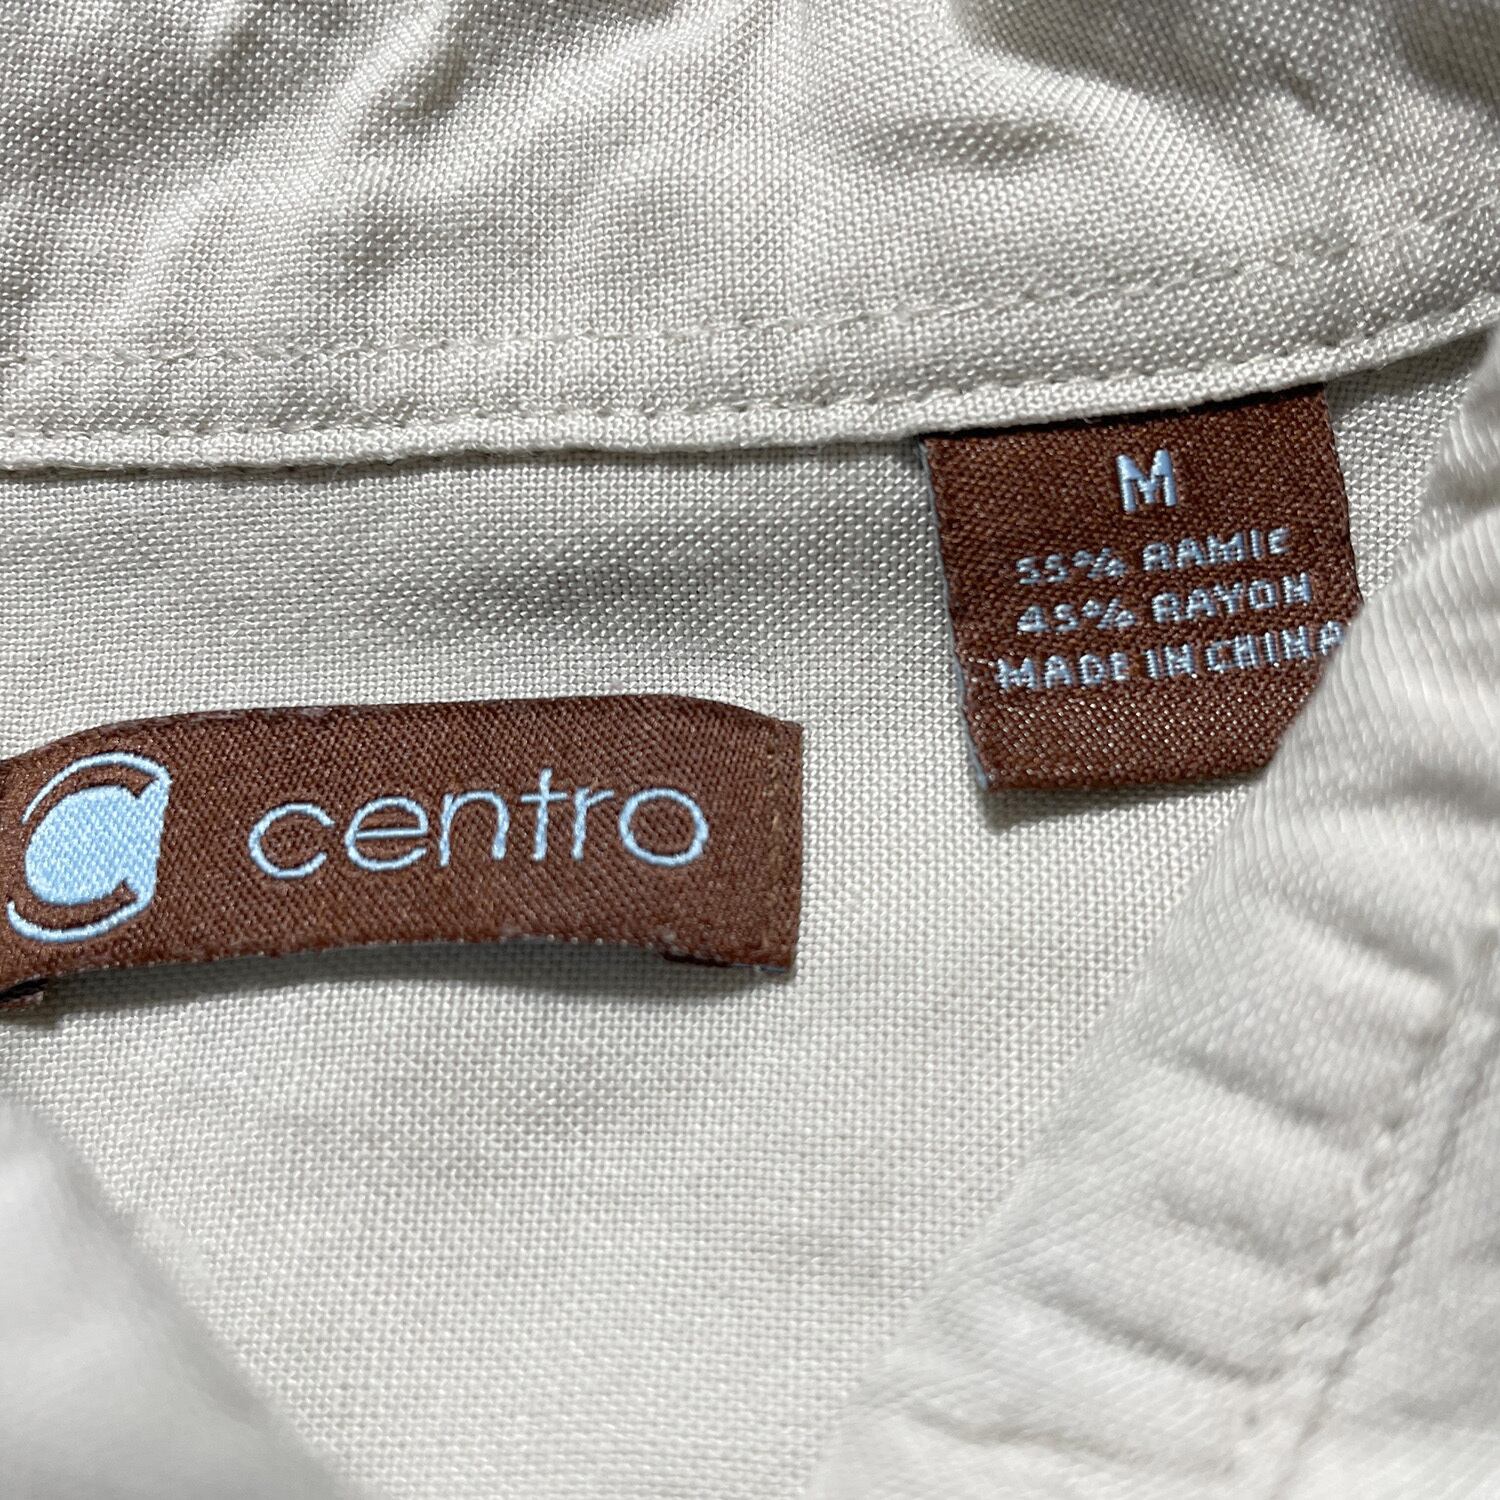 M
55% RAMIE
45% RAYON
MADE IN CHINA
centro